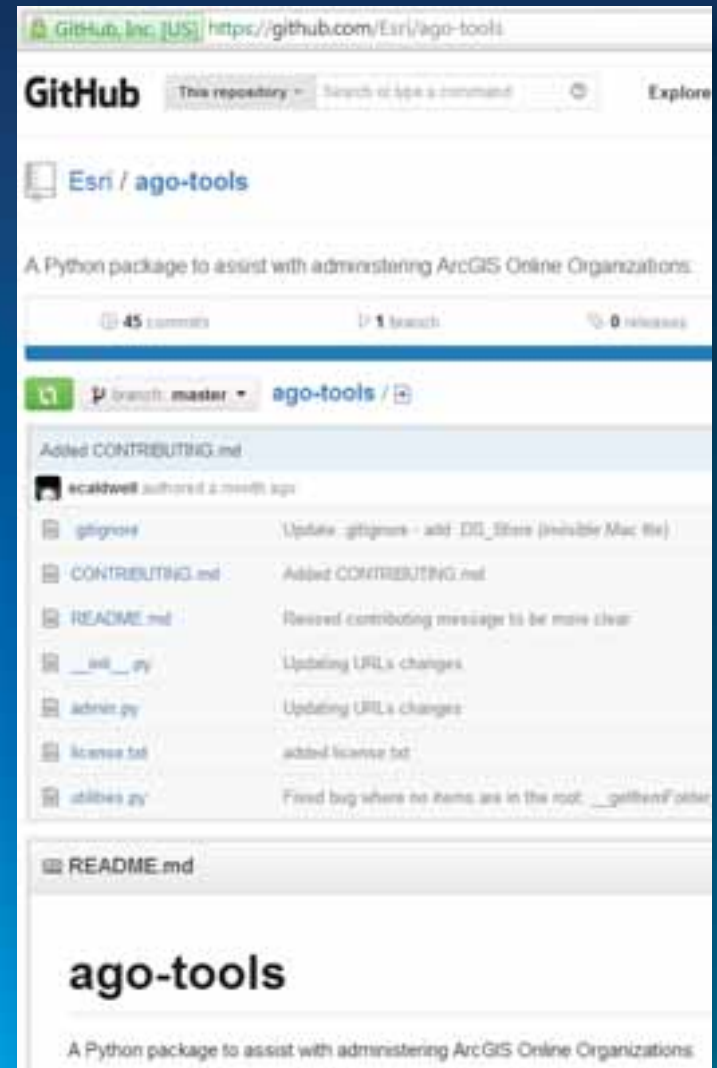 GitHub, Inc. [US] https://github.com/Esri/ago-tools
GitHub This repository Search or type a command Explore
Esri / ago-tools
A Python package to assist with administering ArcGIS Online Organizations.
45 commits 1 branch 0 releases
branch: master ago-tools /
Added CONTRIBUTING.md
ecaldwell authored a month ago
.gitignore Update .gitignore - add .DS_Store (invisible Mac file)
CONTRIBUTING.md Added CONTRIBUTING.md
README.md Revised contributing message to be more clear
__init__.py Updating URLs changes
admin.py Updating URLs changes
license.txt added license txt
utilities.py Fixed bug where no items are in the root. __getItemFolder
README.md
ago-tools
A Python package to assist with administering ArcGIS Online Organizations.